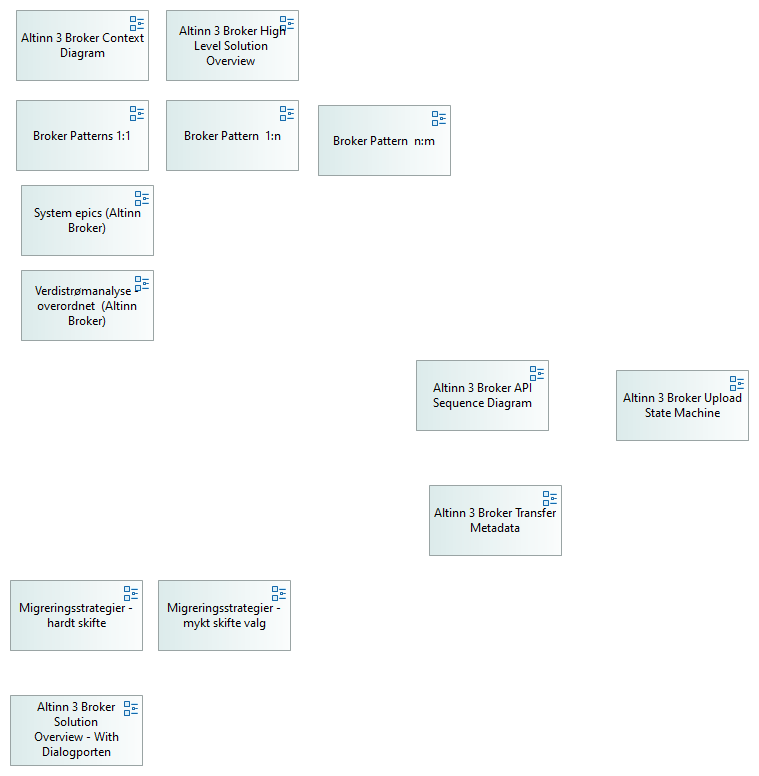 Altinn 3 Broker Context
Diagram
Altinn 3 Broker High
Level Solution
Overview
Broker Patterns 1:1
Broker Pattern  1:n
Broker Pattern  n:m
System epics (Altinn
Broker)
Verdistrømanalyse -
overordnet  (Altinn
Broker)
Altinn 3 Broker API
Sequence Diagram
Altinn 3 Broker Upload
State Machine
Altinn 3 Broker Transfer
Metadata
Migreringsstrategier -
hardt skifte
Migreringsstrategier -
mykt skifte valg
Altinn 3 Broker
Solution
Overview - With
Dialogporten